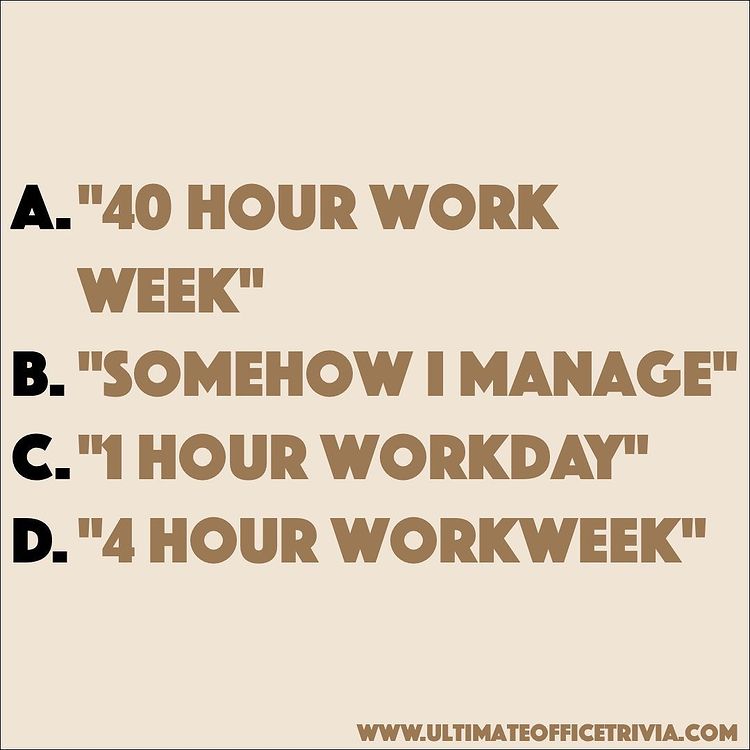 A. "40 HOUR WORK
WEEK"
B. "SOMEHOW I MANAGE"
C. "1 HOUR WORKDAY"
D. "4 HOUR WORKWEEK"
WWW.ULTIMATEOFFICETRIVIA.COM